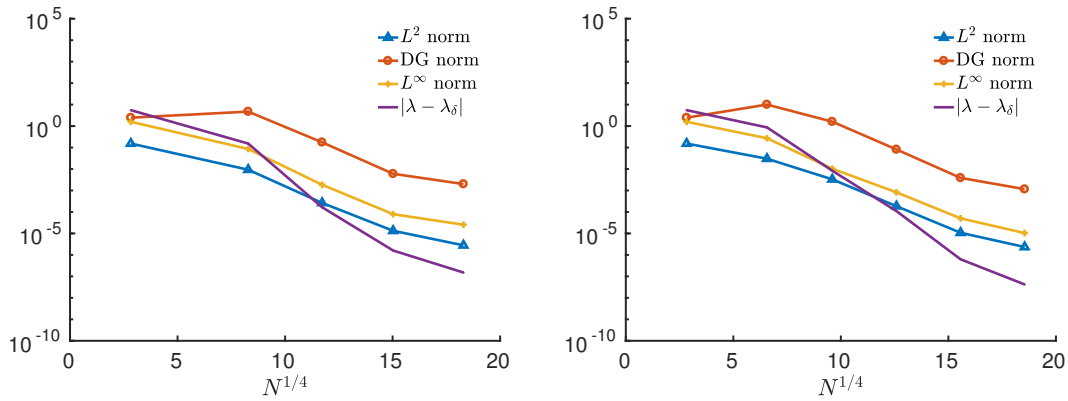 10^5
10^0
10^-5
10^-10
0
5
10
15
20
N^{1/4}
L^2 norm
DG norm
L^∞ norm
|λ − λ_δ|
10^5
10^0
10^-5
10^-10
0
5
10
15
20
N^{1/4}
L^2 norm
DG norm
L^∞ norm
|λ − λ_δ|